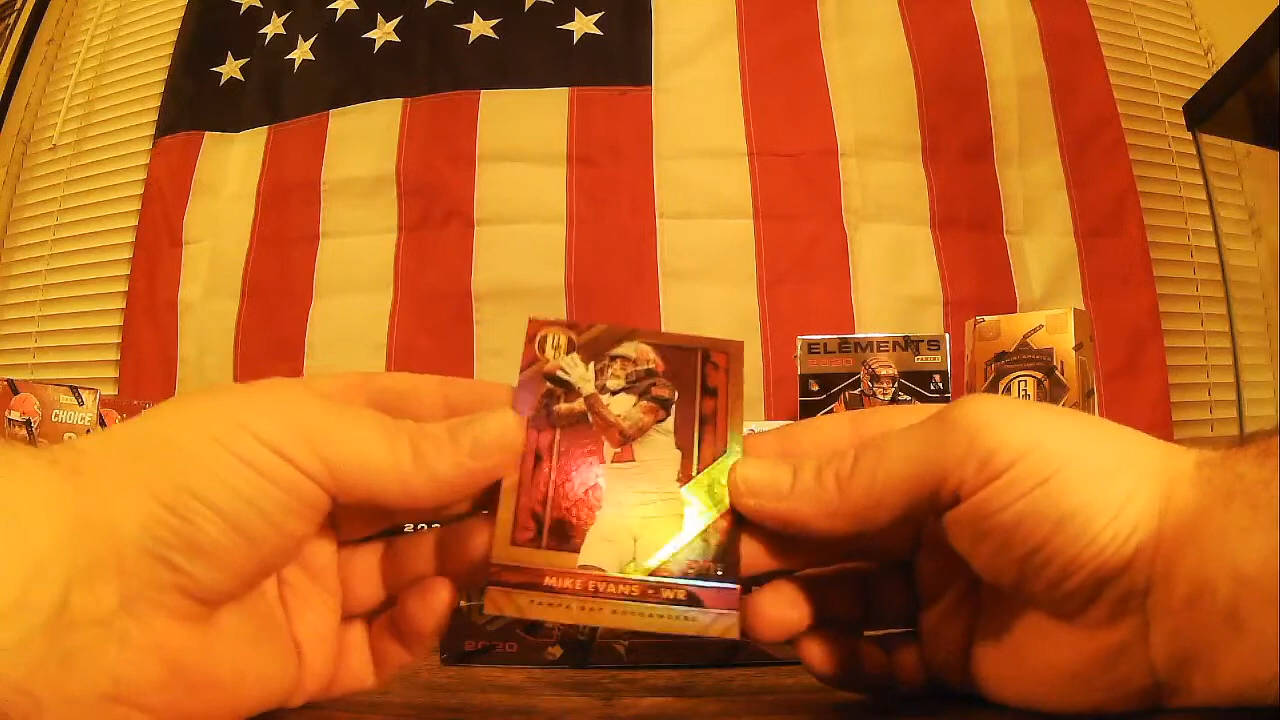 ELEMENTS
2020
PANINI
CHOICE
MIKE EVANS - WR
TAMPA BAY BUCCANEERS
2020